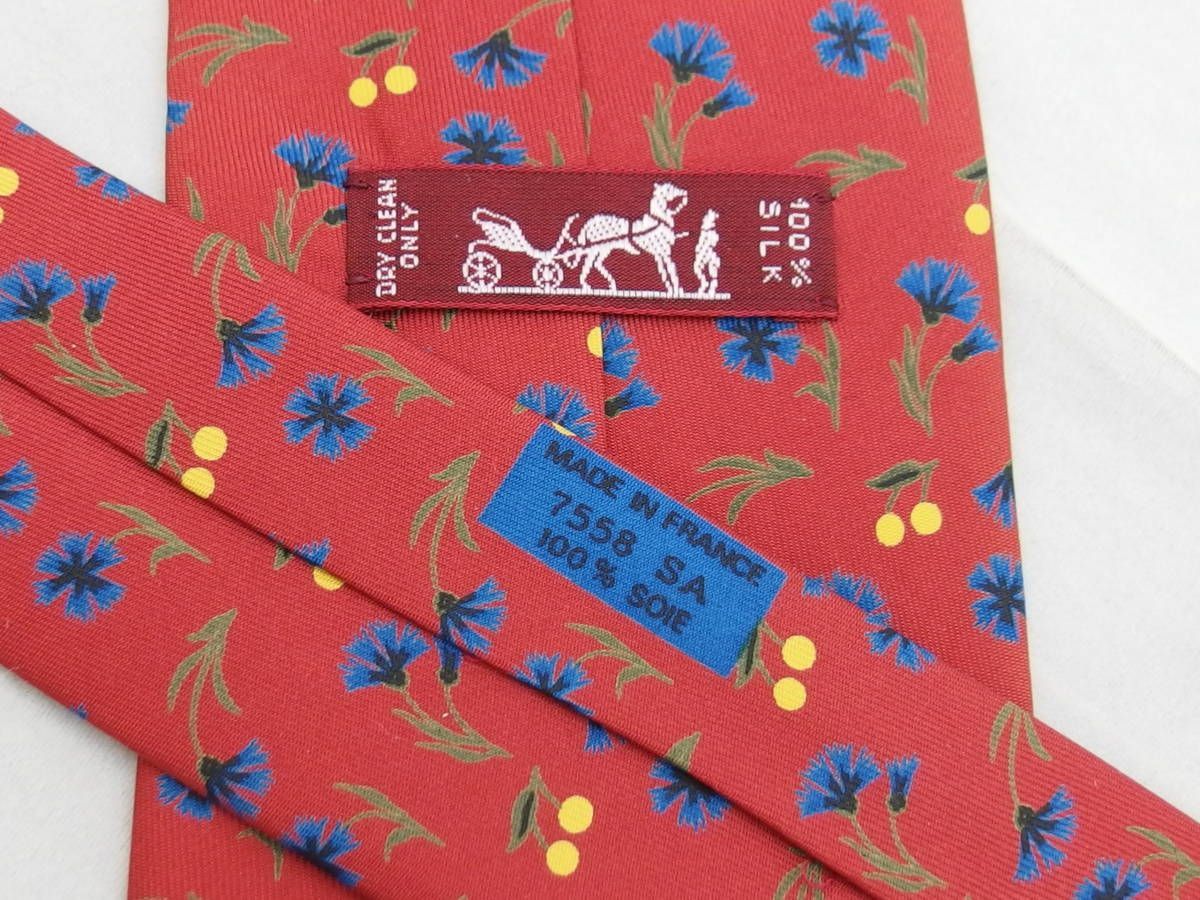 DRY CLEAN
ONLY
100%
SILK
MADE IN FRANCE
7558 SA
100% SOIE